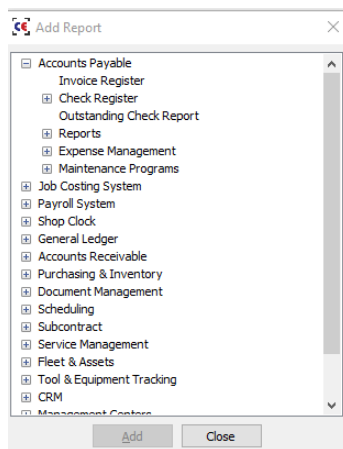 Add Report
Accounts Payable
Invoice Register
Check Register
Outstanding Check Report
Reports
Expense Management
Maintenance Programs
Job Costing System
Payroll System
Shop Clock
General Ledger
Accounts Receivable
Purchasing & Inventory
Document Management
Scheduling
Subcontract
Service Management
Fleet & Assets
Tool & Equipment Tracking
CRM
Management Centers
Add Close